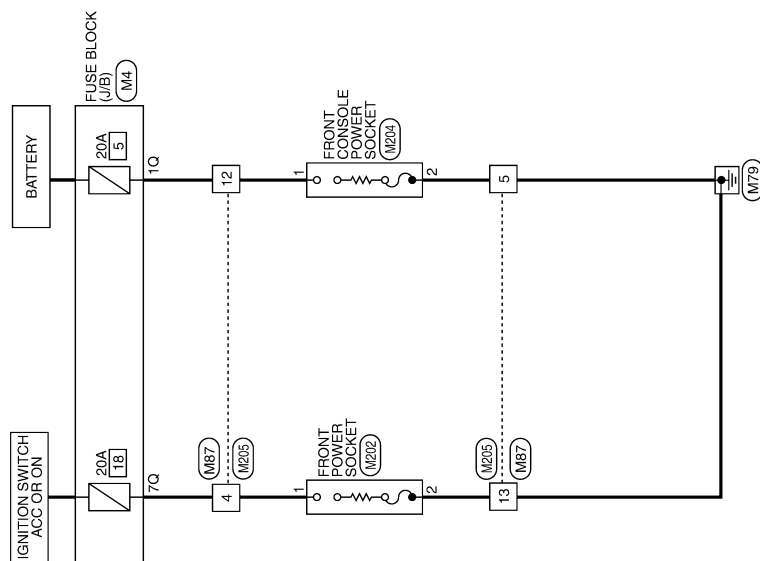 IGNITION SWITCH
ACC OR ON
BATTERY
FUSE BLOCK
(J/B)
M4
20A
18
20A
5
7Q
1Q
4
M87
M205
12
1
FRONT
POWER
SOCKET
M202
2
1
FRONT
CONSOLE
POWER
SOCKET
M204
2
13
M205
M87
5
M79